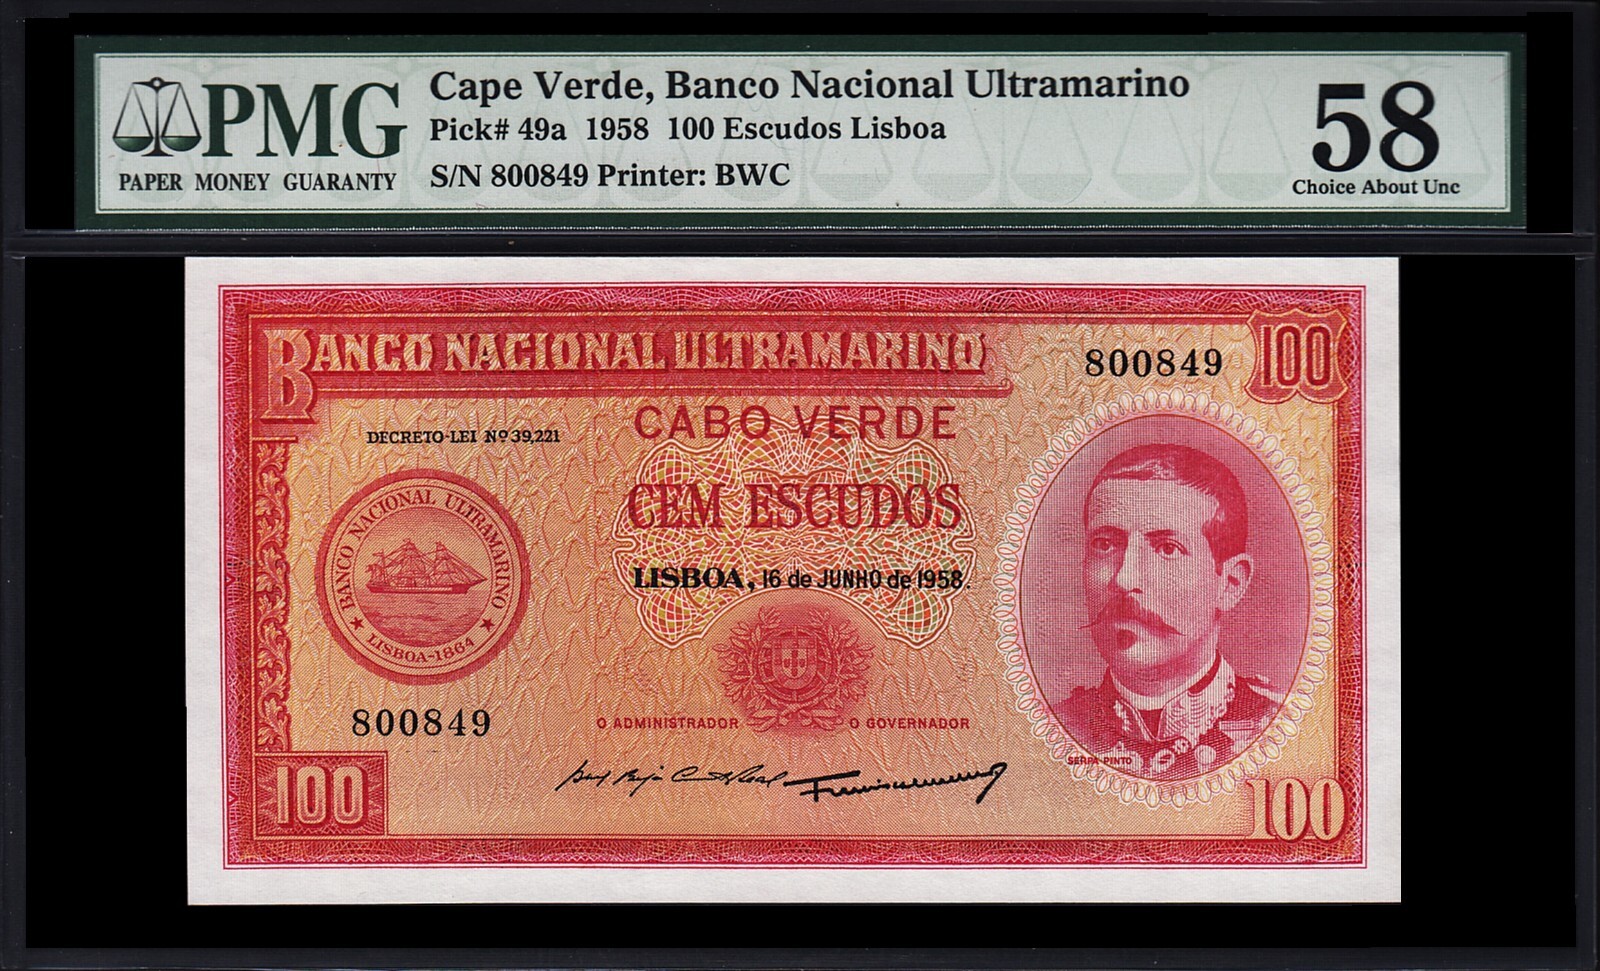 PMG
PAPER MONEY GUARANTY
Cape Verde, Banco Nacional Ultramarino
Pick# 49a 1958 100 Escudos Lisboa
S/N 800849 Printer: BWC
58
Choice About Unc
BANCO NACIONAL ULTRAMARINO
800849
100
CABO VERDE
DECRETO-LEI Nº 39,221
CEM ESCUDOS
BANCO NACIONAL ULTRAMARINO
★ LISBOA-1864 ★
LISBOA, 16 de JUNHO de 1958.
800849
O ADMINISTRADOR
O GOVERNADOR
SERPA PINTO
100
100